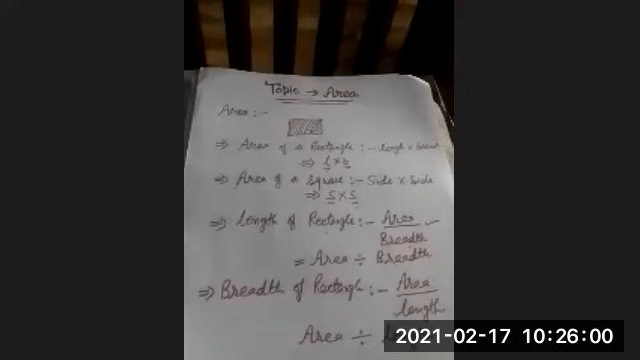 Topic → Area
Area :-
⇒ Area of a Rectangle :- length × breadth
⇒ l × b
⇒ Area of a Square :- Side × Side
⇒ S × S
⇒ Length of Rectangle :- Area
Breadth
= Area ÷ Breadth
⇒ Breadth of Rectangle :- Area
length
Area ÷
2021-02-17 10:26:00